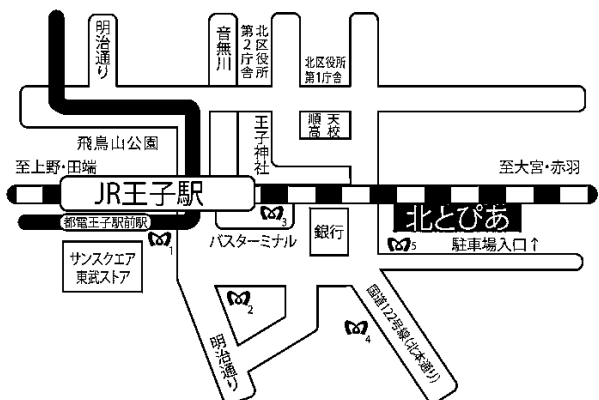 明治通り
音無川
北区役所
第2庁舎
北区役所
第1庁舎
順天
高校
王子神社
飛鳥山公園
至上野・田端
至大宮・赤羽
JR王子駅
都電王子駅前駅
北とぴあ
バスターミナル
銀行
駐車場入口↑
サンスクエア
東武ストア
1
2
3
4
5
明治通り
国道122号線(北本通り)